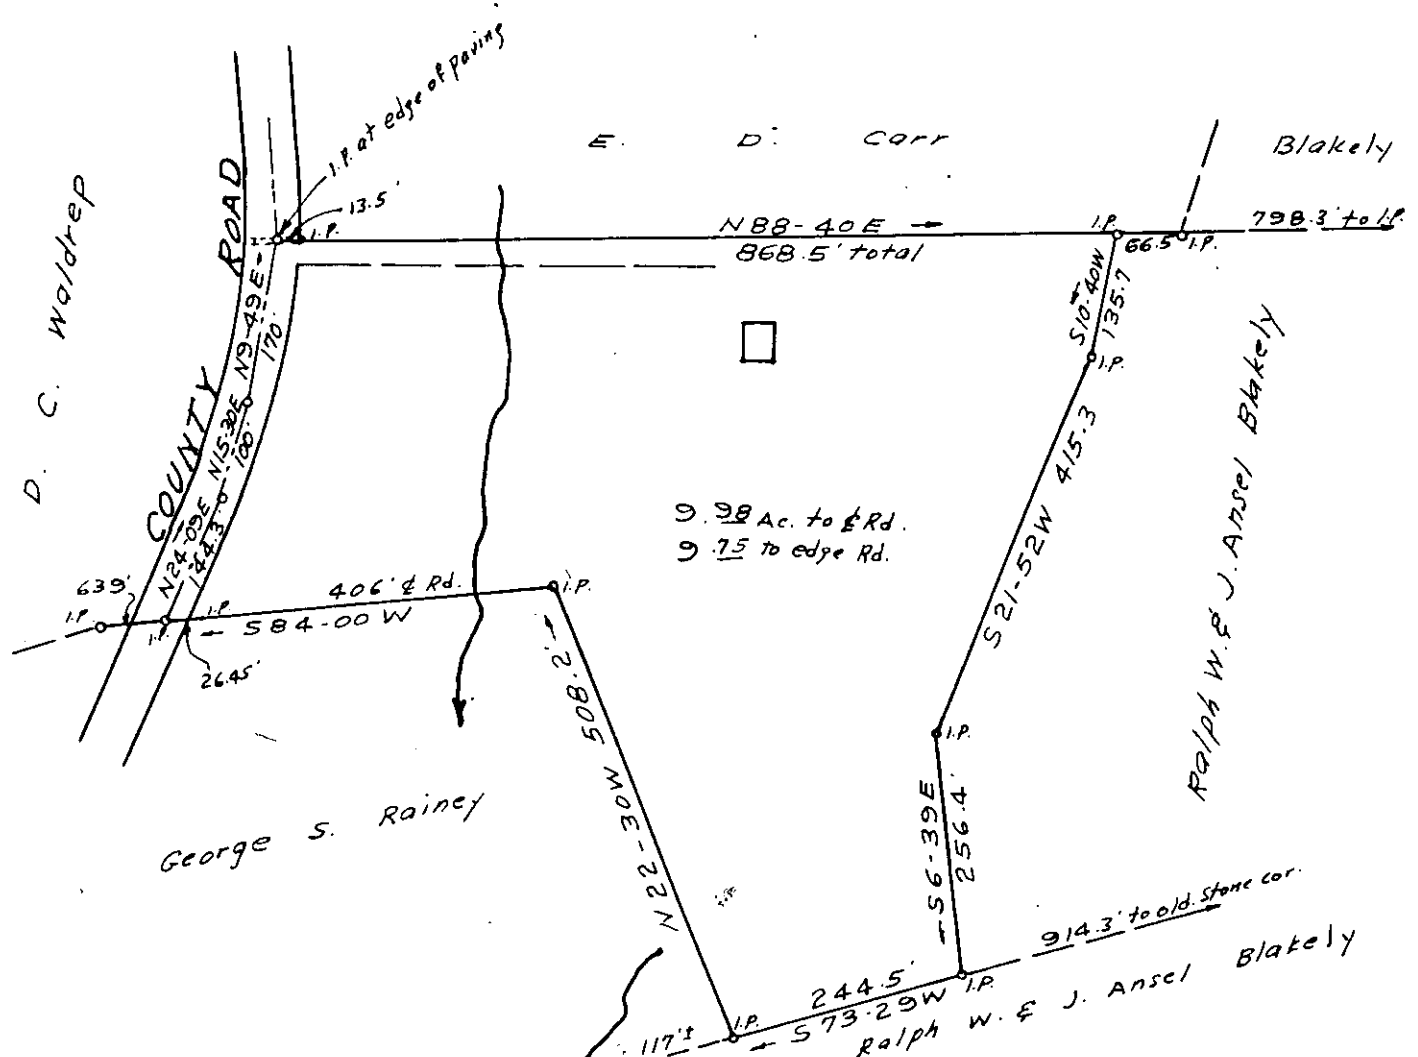 I.P. at edge of paving
13.5'
E. D. Carr
Blakely
N88-40E
868.5' total
I.P.
I.P.
66.5
I.P.
798.3' to I.P.
ROAD
COUNTY
D. C. Waldrep
N9-49E
170'
N15-30E
100'
N24-09E
144.3
S10-40W
135.7
I.P.
S21-52W 415.3
Ralph W. & J. Ansel Blakely
9.98 Ac. to ℄ Rd.
9.75 to edge Rd.
639'
I.P.
I.P.
I.P.
406' ℄ Rd.
S84-00 W
I.P.
26.45'
N22-30W 508.2'
I.P.
S6-39E
256.4'
George S. Rainey
914.3' to old stone cor.
244.5'
S73-29W
I.P.
I.P.
117'±
Ralph W. & J. Ansel Blakely